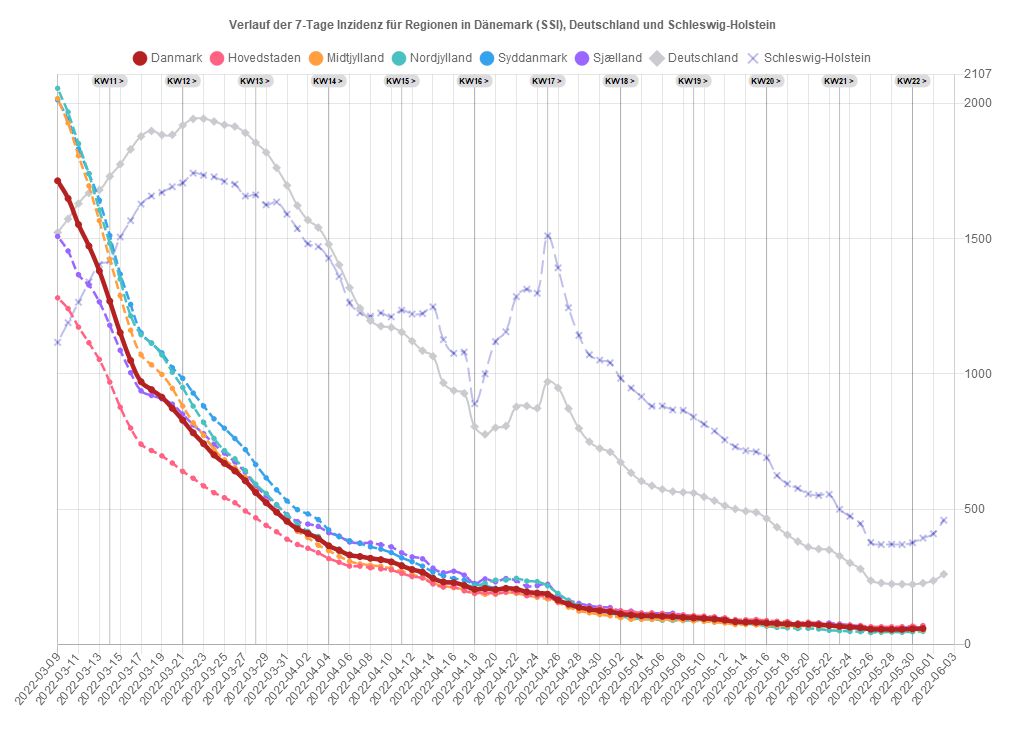 Verlauf der 7-Tage Inzidenz für Regionen in Dänemark (SSI), Deutschland und Schleswig-Holstein
Danmark Hovedstaden Midtjylland Nordjylland Syddanmark Sjælland Deutschland Schleswig-Holstein
KW11 > KW12 > KW13 > KW14 > KW15 > KW16 > KW17 > KW18 > KW19 > KW20 > KW21 > KW22 >
2107
2000
1500
1000
500
0
2022-03-09 2022-03-11 2022-03-13 2022-03-15 2022-03-17 2022-03-19 2022-03-21 2022-03-23 2022-03-25 2022-03-27 2022-03-29 2022-03-31 2022-04-02 2022-04-04 2022-04-06 2022-04-08 2022-04-10 2022-04-12 2022-04-14 2022-04-16 2022-04-18 2022-04-20 2022-04-22 2022-04-24 2022-04-26 2022-04-28 2022-04-30 2022-05-02 2022-05-04 2022-05-06 2022-05-08 2022-05-10 2022-05-12 2022-05-14 2022-05-16 2022-05-18 2022-05-20 2022-05-22 2022-05-24 2022-05-26 2022-05-28 2022-05-30 2022-06-01 2022-06-03